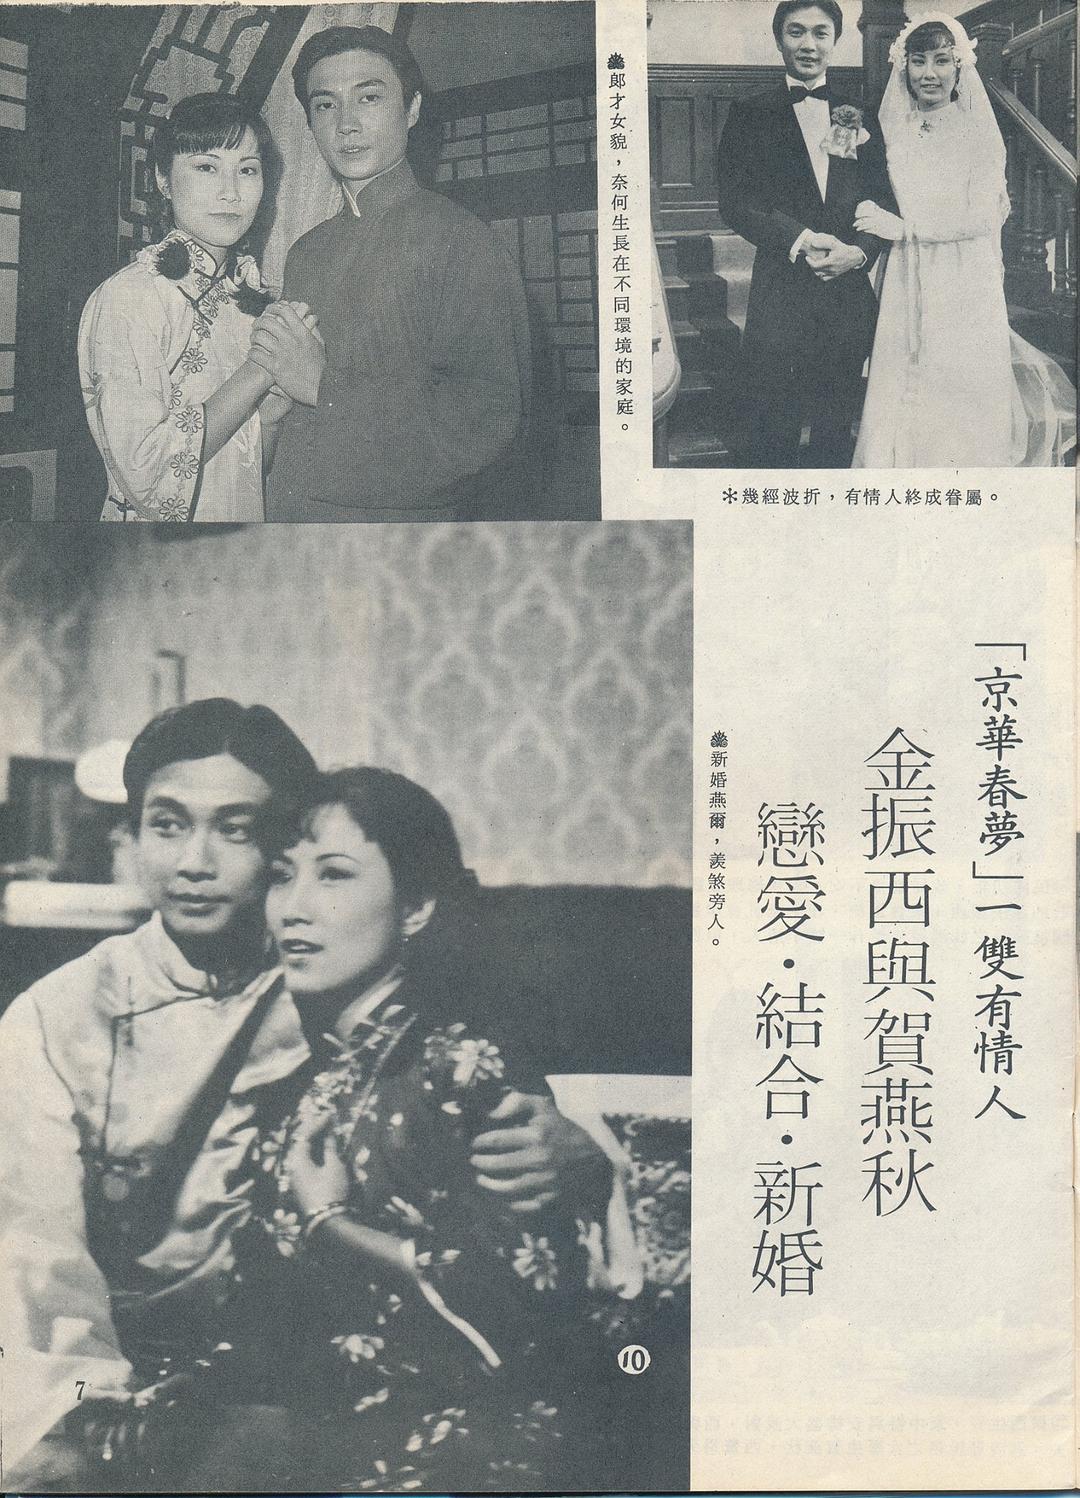 「京華春夢」一雙有情人
金振西與賀燕秋
戀愛·結合·新婚
郎才女貌，奈何生長在不同環境的家庭。
＊幾經波折，有情人終成眷屬。
新婚燕爾，羨煞旁人。
10
7